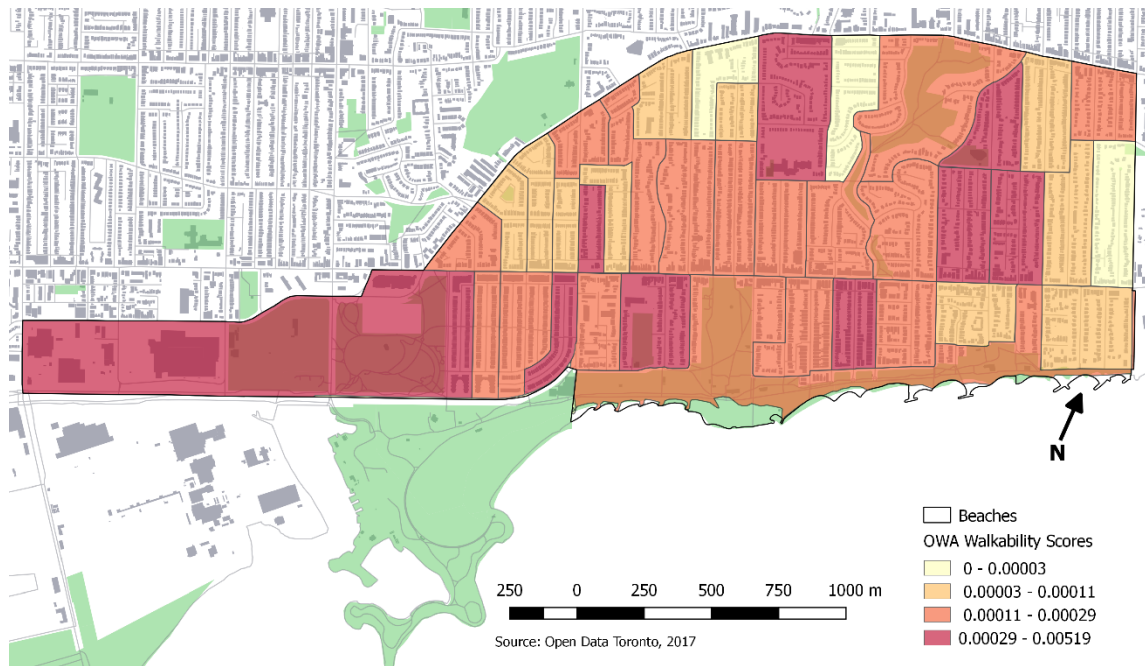 N
Beaches
OWA Walkability Scores
0 - 0.00003
0.00003 - 0.00011
0.00011 - 0.00029
0.00029 - 0.00519
250 0 250 500 750 1000 m
Source: Open Data Toronto, 2017